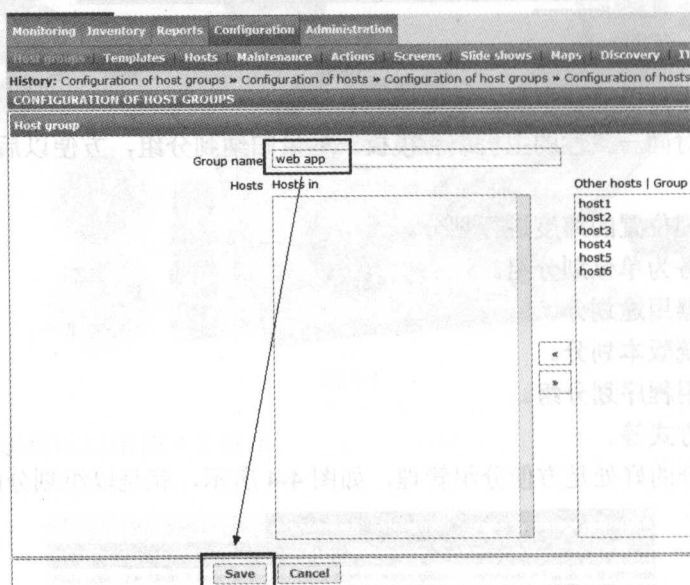 Monitoring Inventory Reports Configuration Administration
Host groups Templates Hosts Maintenance Actions Screens Slide shows Maps Discovery
History: Configuration of host groups » Configuration of hosts » Configuration of host groups » Configuration of hosts
CONFIGURATION OF HOST GROUPS
Host group
Group name web app
Hosts Hosts in
Other hosts | Group
host1
host2
host3
host4
host5
host6
«
»
Save Cancel